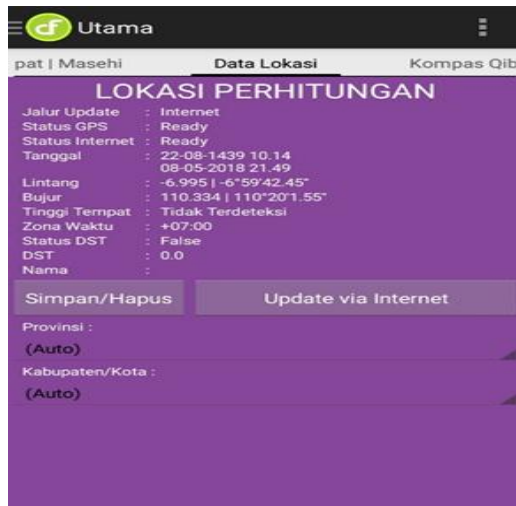 cf Utama
pat | Masehi Data Lokasi Kompas Qib
LOKASI PERHITUNGAN
Jalur Update : Internet
Status GPS : Ready
Status Internet : Ready
Tanggal : 22-08-1439 10.14
08-05-2018 21.49
Lintang : -6.995 | -6°59'42.45"
Bujur : 110.334 | 110°20'1.55"
Tinggi Tempat : Tidak Terdeteksi
Zona Waktu : +07:00
Status DST : False
DST : 0.0
Nama :
Simpan/Hapus Update via Internet
Provinsi :
(Auto)
Kabupaten/Kota :
(Auto)